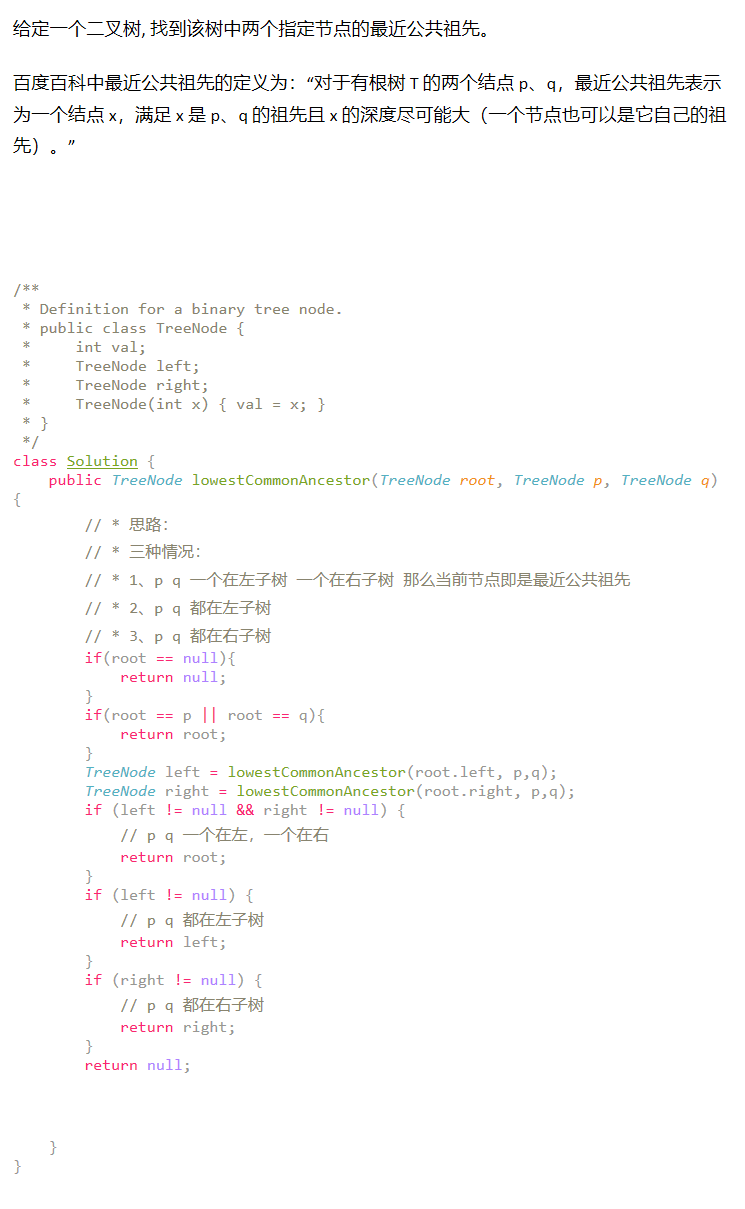 给定一个二叉树, 找到该树中两个指定节点的最近公共祖先。
百度百科中最近公共祖先的定义为：“对于有根树 T 的两个结点 p、q，最近公共祖先表示
为一个结点 x，满足 x 是 p、q 的祖先且 x 的深度尽可能大（一个节点也可以是它自己的祖
先）。”
/**
 * Definition for a binary tree node.
 * public class TreeNode {
 *     int val;
 *     TreeNode left;
 *     TreeNode right;
 *     TreeNode(int x) { val = x; }
 * }
 */
class Solution {
    public TreeNode lowestCommonAncestor(TreeNode root, TreeNode p, TreeNode q)
{
        // * 思路：
        // * 三种情况：
        // * 1、p q 一个在左子树 一个在右子树 那么当前节点即是最近公共祖先
        // * 2、p q 都在左子树
        // * 3、p q 都在右子树
        if(root == null){
            return null;
        }
        if(root == p || root == q){
            return root;
        }
        TreeNode left = lowestCommonAncestor(root.left, p,q);
        TreeNode right = lowestCommonAncestor(root.right, p,q);
        if (left != null && right != null) {
            // p q 一个在左，一个在右
            return root;
        }
        if (left != null) {
            // p q 都在左子树
            return left;
        }
        if (right != null) {
            // p q 都在右子树
            return right;
        }
        return null;
    }
}